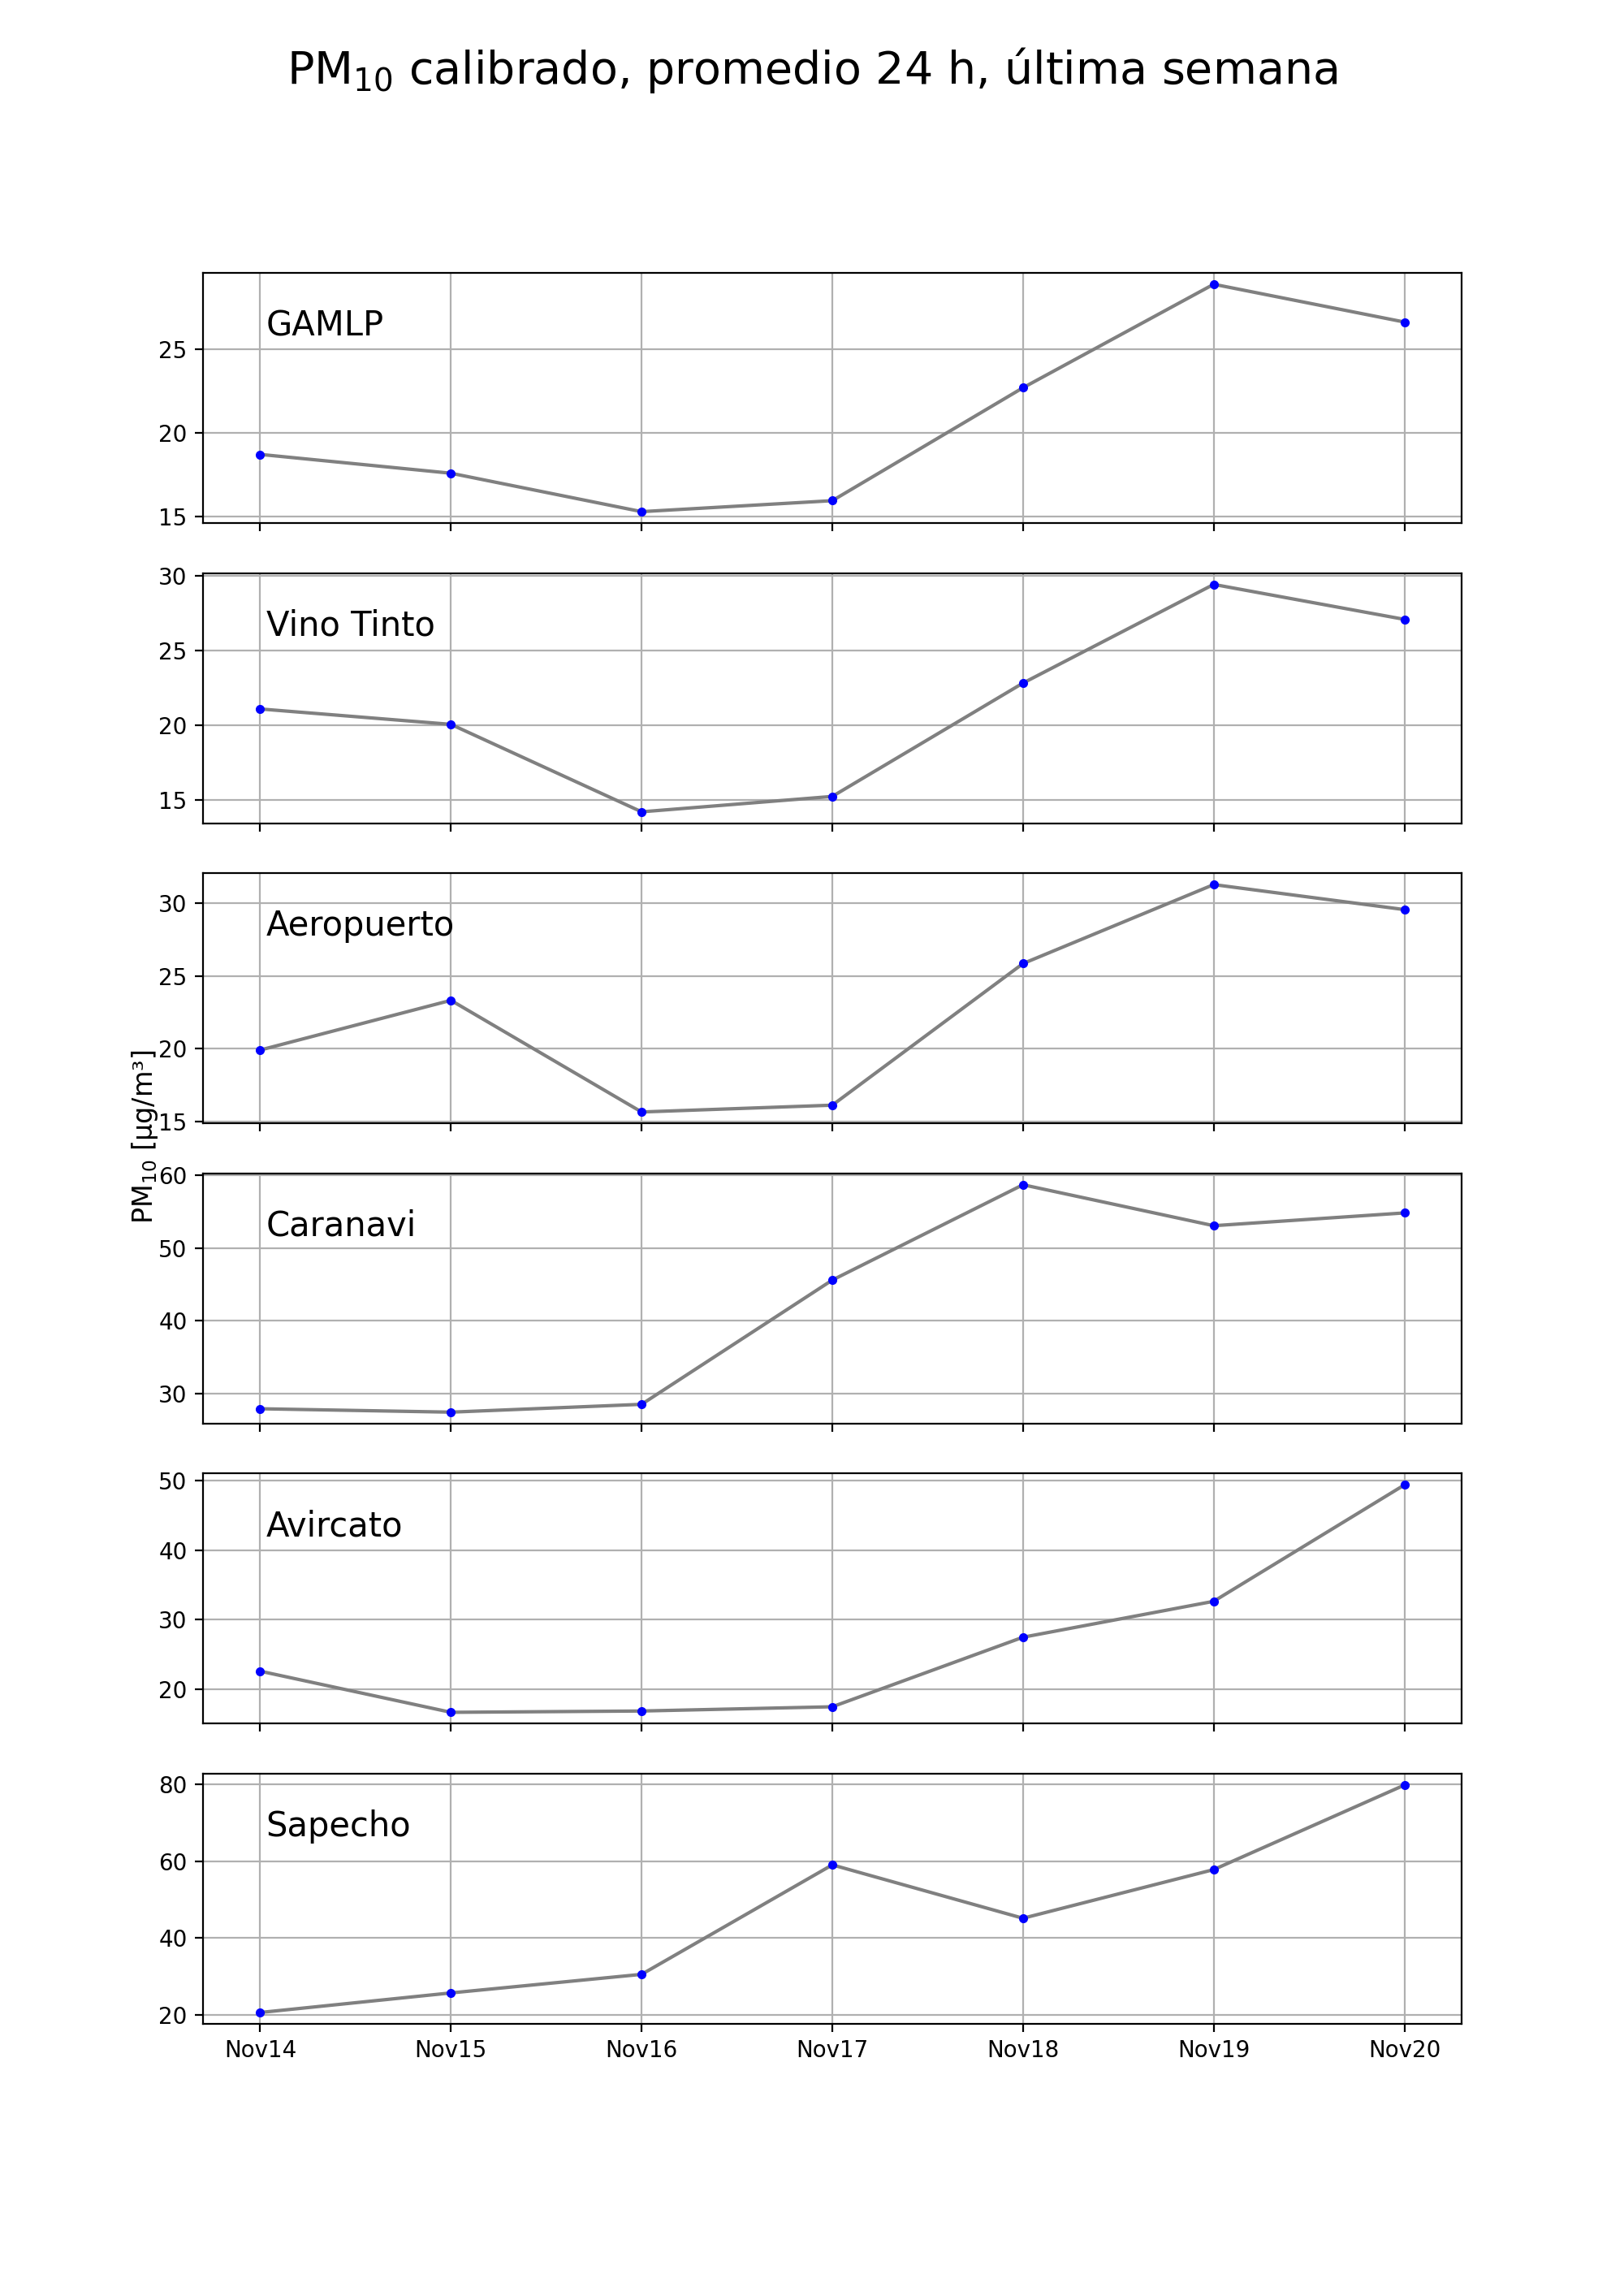 PM₁₀ calibrado, promedio 24 h, última semana
PM₁₀ [µg/m³]
GAMLP
25
20
15
Vino Tinto
30
25
20
15
Aeropuerto
30
25
20
15
Caranavi
60
50
40
30
Avircato
50
40
30
20
Sapecho
80
60
40
20
Nov14 Nov15 Nov16 Nov17 Nov18 Nov19 Nov20